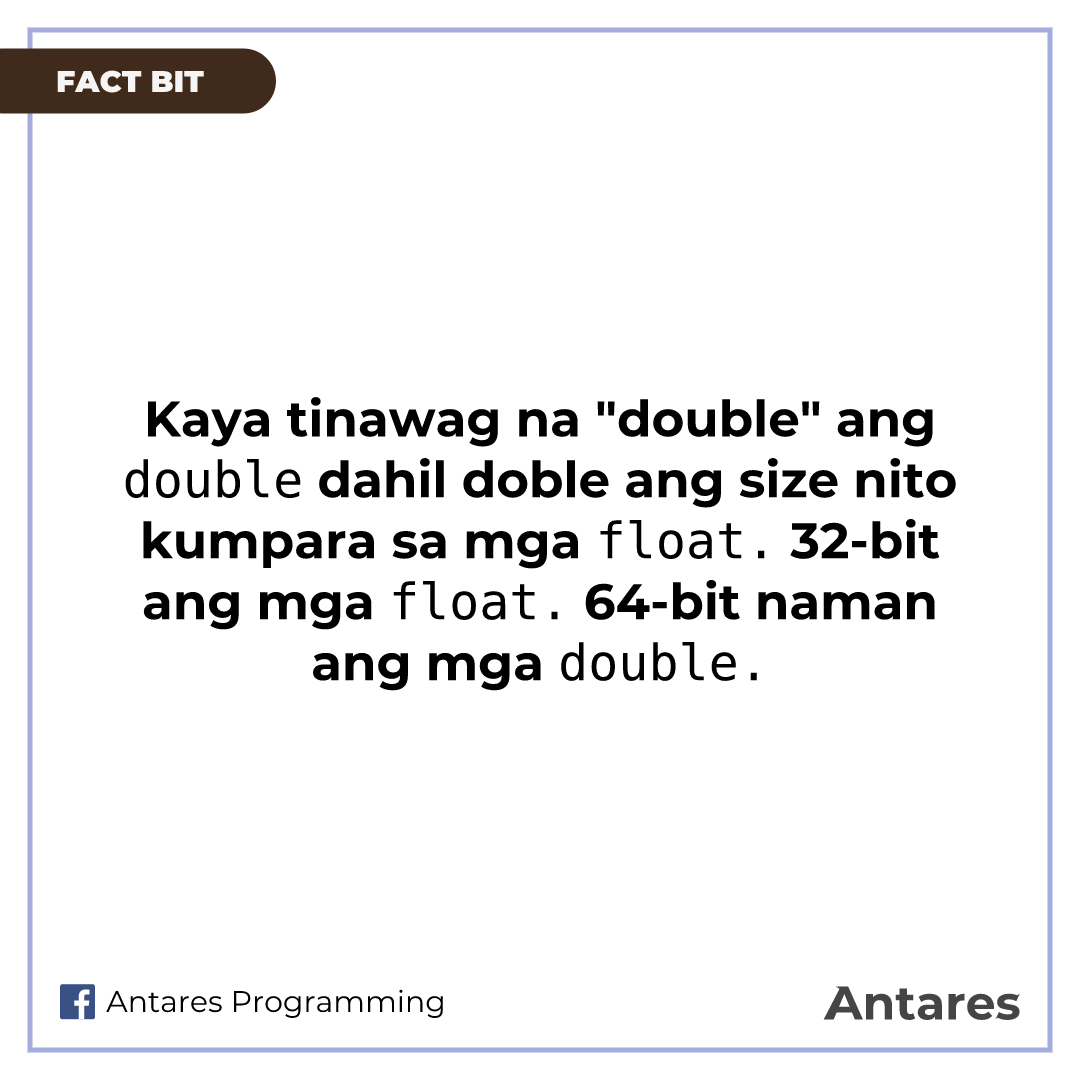 FACT BIT
Kaya tinawag na "double" ang
double dahil doble ang size nito
kumpara sa mga float. 32-bit
ang mga float. 64-bit naman
ang mga double.
Antares Programming
Antares